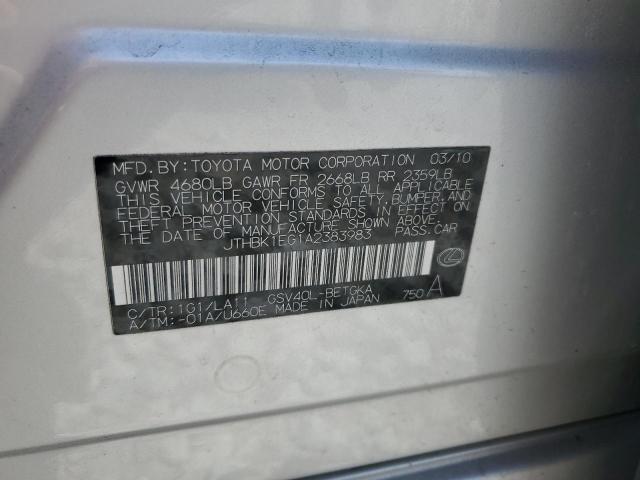 MFD.BY:TOYOTA MOTOR CORPORATION 03/10
GVWR 4680LB GAWR FR 2668LB RR 2359LB
THIS VEHICLE CONFORMS TO ALL APPLICABLE
FEDERAL MOTOR VEHICLE SAFETY,BUMPER,AND
THEFT PREVENTION STANDARDS IN EFFECT ON
THE DATE OF MANUFACTURE SHOWN ABOVE.
JTHBK1EG1A2383983 PASS.CAR
C/TR:1G1/LA11 GSV40L-BETGKA
A/TM:-01A/U660E MADE IN JAPAN 750 A